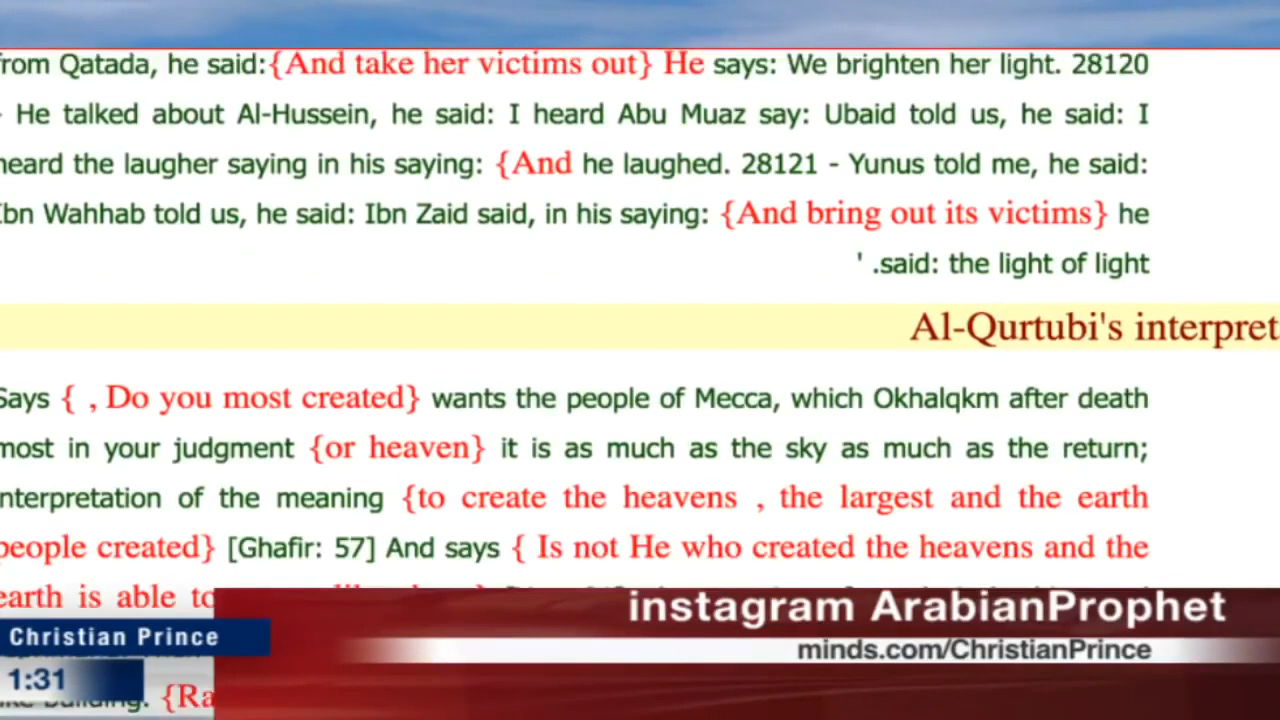 from Qatada, he said:{And take her victims out} He says: We brighten her light. 28120
- He talked about Al-Hussein, he said: I heard Abu Muaz say: Ubaid told us, he said: I
heard the laugher saying in his saying: {And he laughed. 28121 - Yunus told me, he said:
Ibn Wahhab told us, he said: Ibn Zaid said, in his saying: {And bring out its victims} he
' .said: the light of light
Al-Qurtubi's interpret
Says { , Do you most created} wants the people of Mecca, which Okhalqkm after death
most in your judgment {or heaven} it is as much as the sky as much as the return;
interpretation of the meaning {to create the heavens , the largest and the earth
people created} [Ghafir: 57] And says { Is not He who created the heavens and the
earth is able to
instagram ArabianProphet
Christian Prince
minds.com/ChristianPrince
1:31
building. {Ra